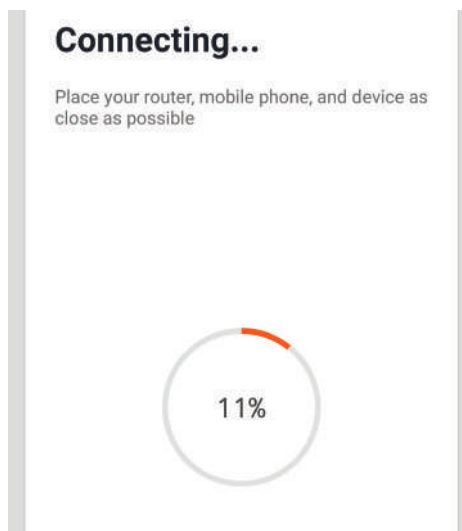 Connecting...
Place your router, mobile phone, and device as
close as possible
11%